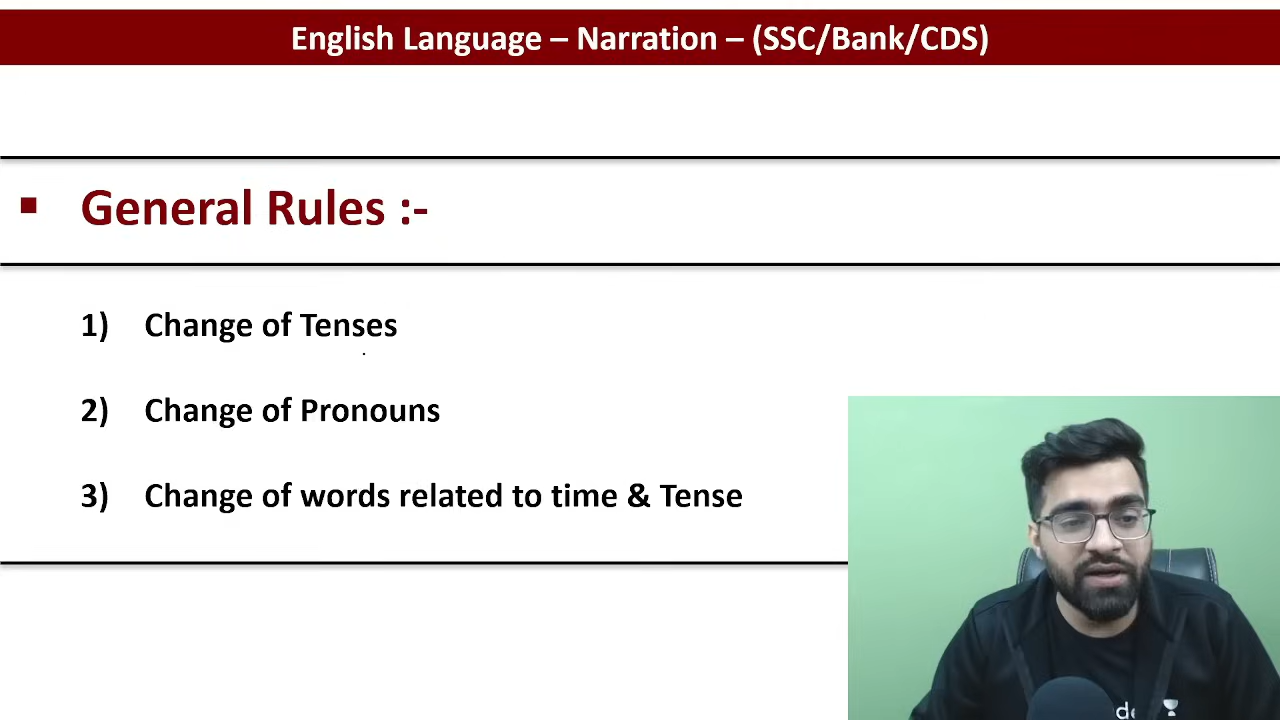 English Language – Narration – (SSC/Bank/CDS)
▪ General Rules :-
1) Change of Tenses
2) Change of Pronouns
3) Change of words related to time & Tense